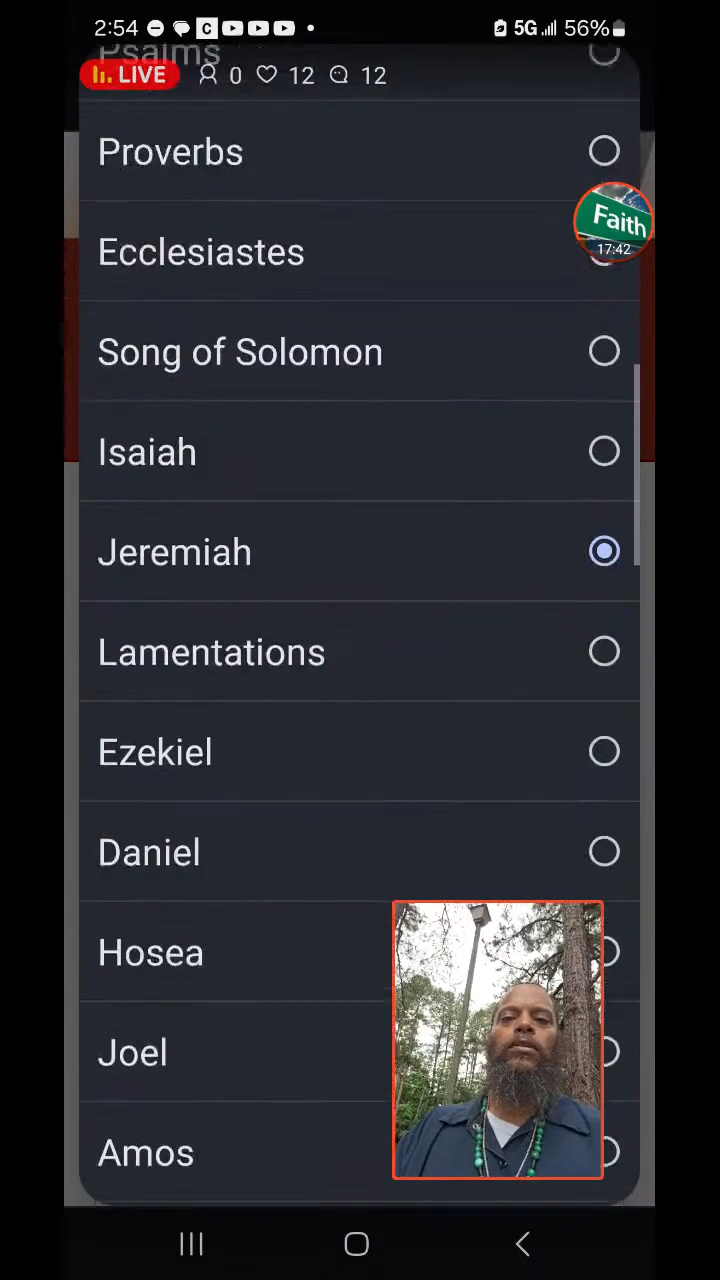 2:54 C 5G 56%
Psalms
LIVE 0 12 12
Proverbs
Faith
17:42
Ecclesiastes
Song of Solomon
Isaiah
Jeremiah
Lamentations
Ezekiel
Daniel
Hosea
Joel
Amos